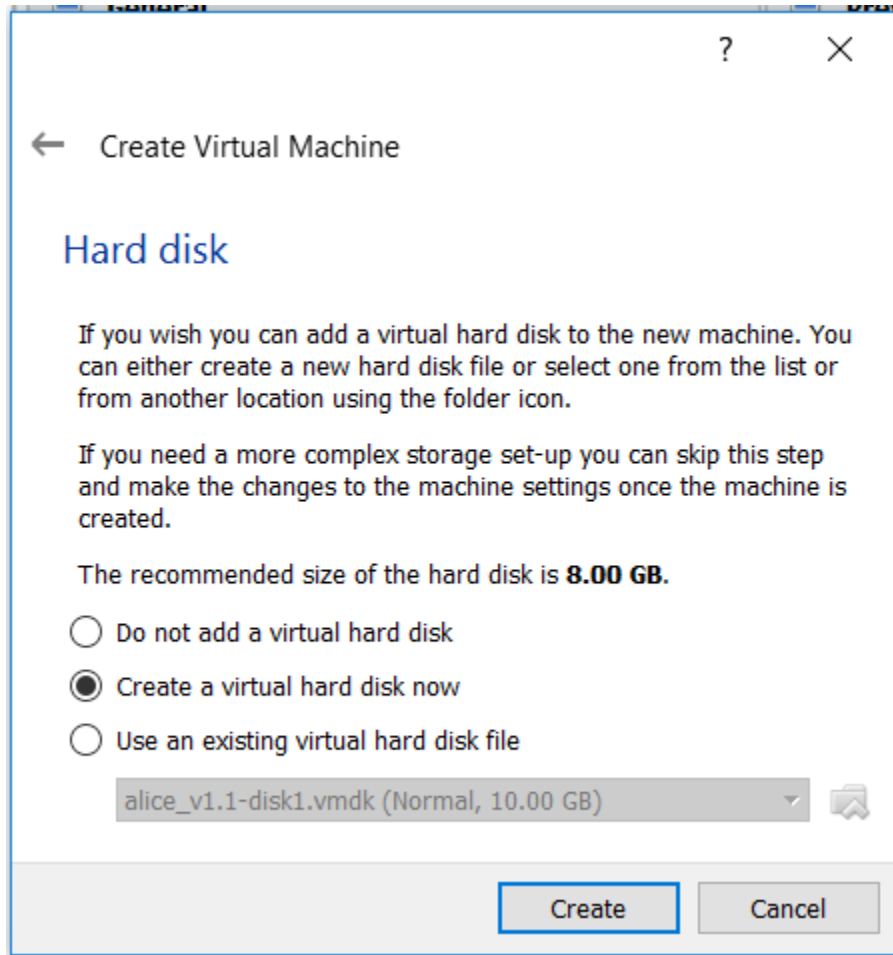 General
?
Create Virtual Machine
Hard disk
If you wish you can add a virtual hard disk to the new machine. You
can either create a new hard disk file or select one from the list or
from another location using the folder icon.
If you need a more complex storage set-up you can skip this step
and make the changes to the machine settings once the machine is
created.
The recommended size of the hard disk is 8.00 GB.
Do not add a virtual hard disk
Create a virtual hard disk now
Use an existing virtual hard disk file
alice_v1.1-disk1.vmdk (Normal, 10.00 GB)
Create Cancel